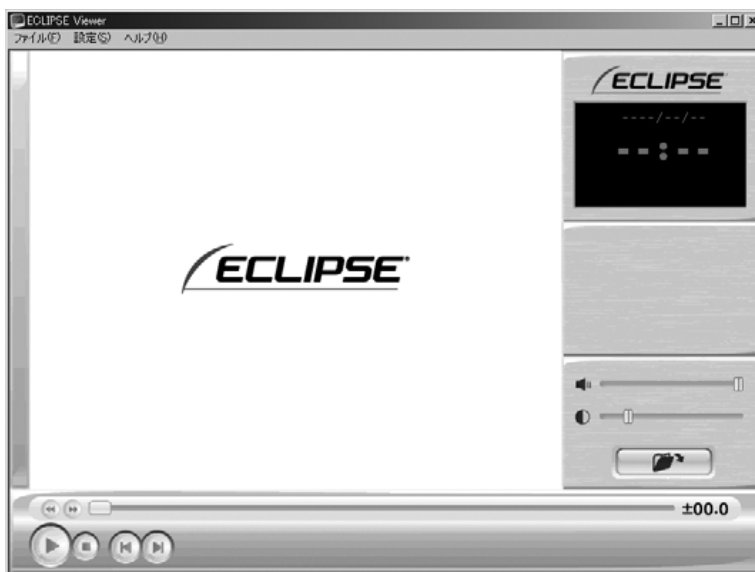 ECLIPSE Viewer
ファイル(F) 設定(S) ヘルプ(H)
ECLIPSE
----/--/--
--:--
ECLIPSE
±00.0